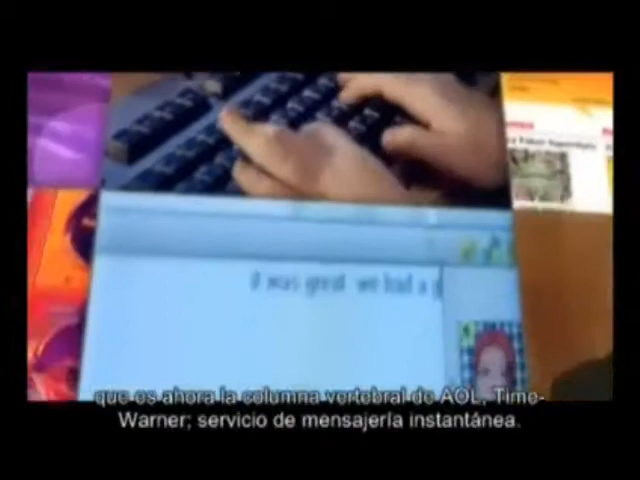 it was great we had a g
que es ahora la columna vertebral de AOL, Time-
Warner; servicio de mensajería instantánea.